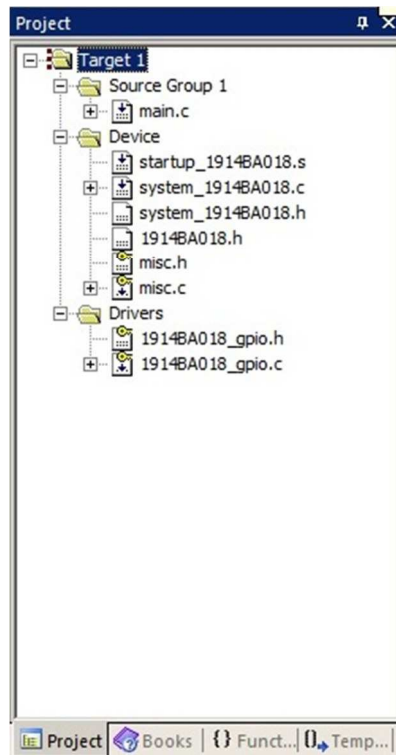 Project
Target 1
Source Group 1
main.c
Device
startup_1914BA018.s
system_1914BA018.c
system_1914BA018.h
1914BA018.h
misc.h
misc.c
Drivers
1914BA018_gpio.h
1914BA018_gpio.c
Project Books {} Funct... 0 Temp...